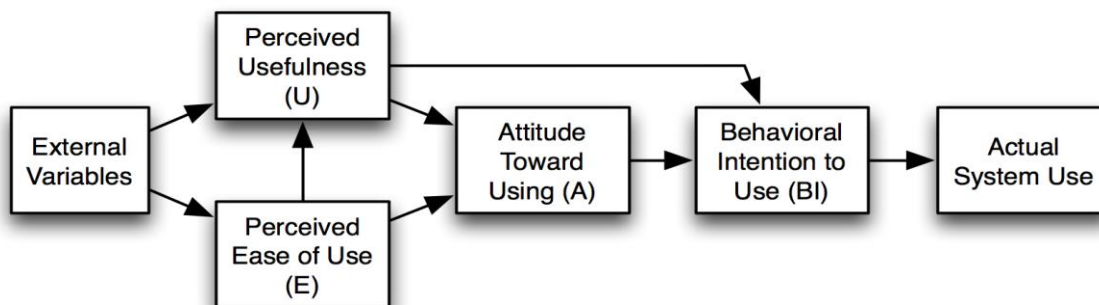 External
Variables
Perceived
Usefulness
(U)
Perceived
Ease of Use
(E)
Attitude
Toward
Using (A)
Behavioral
Intention to
Use (BI)
Actual
System Use